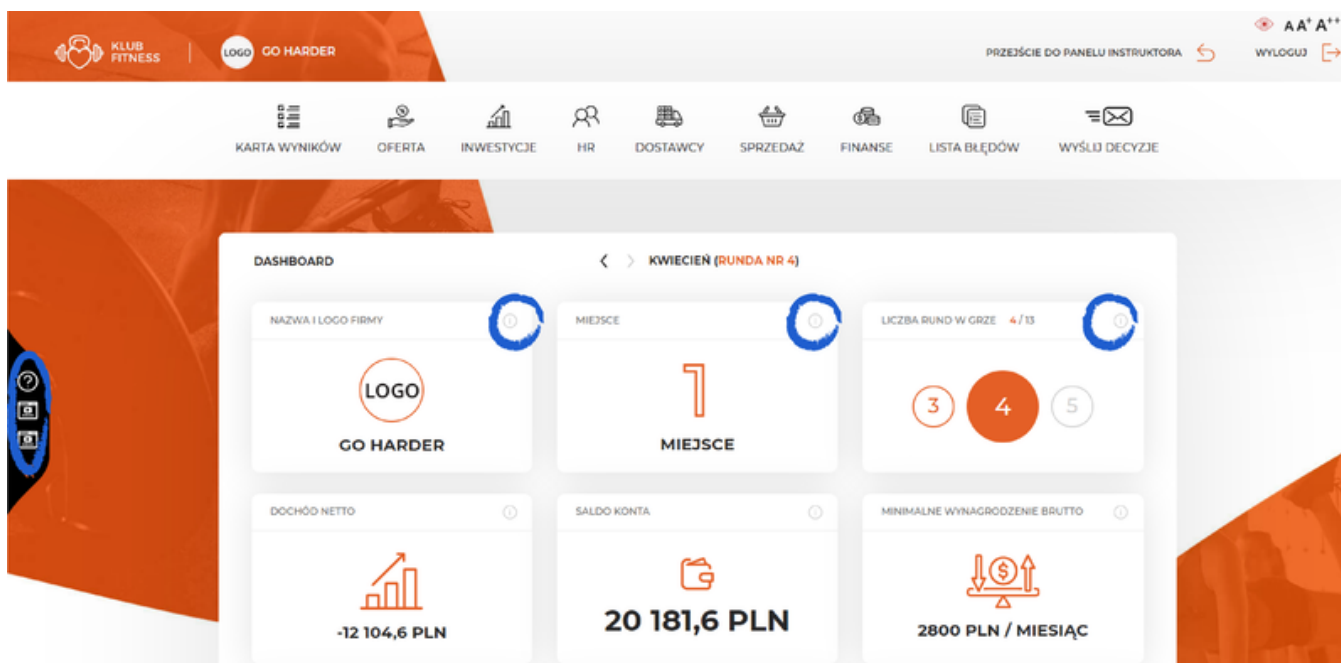 KLUB
FITNESS
LOGO GO HARDER
PRZEJŚCIE DO PANELU INSTRUKTORA
A A+ A++
WYLOGUJ
KARTA WYNIKÓW OFERTA INWESTYCJE HR DOSTAWCY SPRZEDAŻ FINANSE LISTA BŁĘDÓW WYŚLIJ DECYZJE
DASHBOARD
KWIECIEŃ (RUNDA NR 4)
NAZWA I LOGO FIRMY
LOGO
GO HARDER
MIEJSCE
1
MIEJSCE
LICZBA RUND W GRZE 4/13
3 4 5
DOCHÓD NETTO
-12 104,6 PLN
SALDO KONTA
20 181,6 PLN
MINIMALNE WYNAGRODZENIE BRUTTO
2800 PLN / MIESIĄC